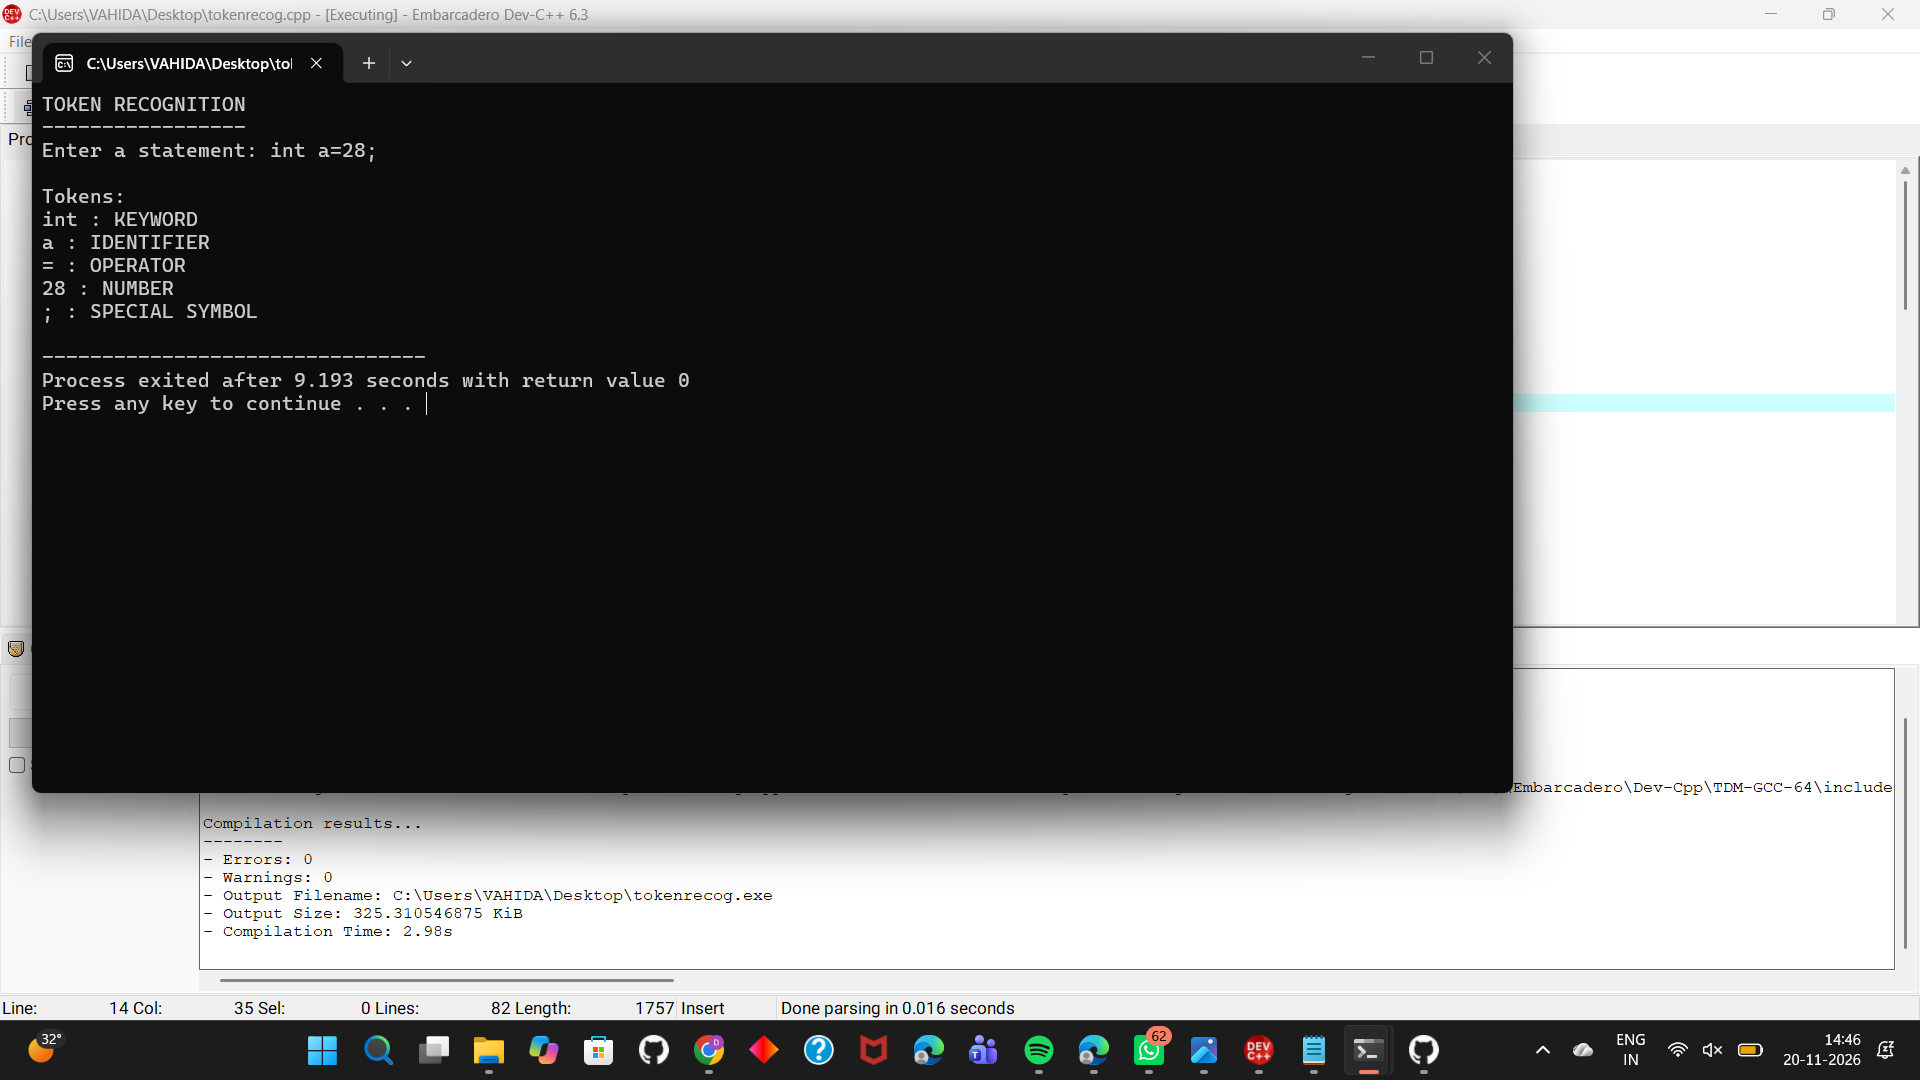 C:\Users\VAHIDA\Desktop\tokenrecog.cpp - [Executing] - Embarcadero Dev-C++ 6.3
File
C:\Users\VAHIDA\Desktop\to
TOKEN RECOGNITION
-----------------
Enter a statement: int a=28;
Tokens:
int : KEYWORD
a : IDENTIFIER
= : OPERATOR
28 : NUMBER
; : SPECIAL SYMBOL
--------------------------------
Process exited after 9.193 seconds with return value 0
Press any key to continue . . .
Embarcadero\Dev-Cpp\TDM-GCC-64\include
Compilation results...
--------
- Errors: 0
- Warnings: 0
- Output Filename: C:\Users\VAHIDA\Desktop\tokenrecog.exe
- Output Size: 325.310546875 KiB
- Compilation Time: 2.98s
Line: 14 Col: 35 Sel: 0 Lines: 82 Length: 1757 Insert Done parsing in 0.016 seconds
32°
62
DEV C++
ENG
IN
14:46
20-11-2026